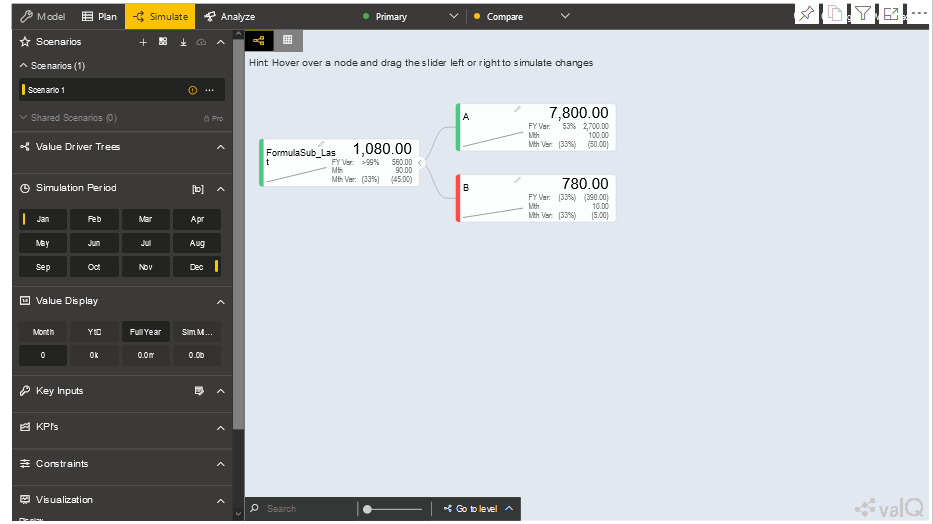 Model Plan Simulate Analyze Primary Compare
Scenarios
Scenarios (1)
Scenario 1
Shared Scenarios (0) Pro
Value Driver Trees
Simulation Period [to]
Jan Feb Mar Apr
May Jun Jul Aug
Sep Oct Nov Dec
Value Display
Month YtD Full Year Sim M...
0 0k 0.0m 0.0b
Key Inputs
KPI's
Constraints
Visualization
Display
Hint: Hover over a node and drag the slider left or right to simulate changes
FormulaSub_Las
t
1,080.00
FY Var: >99% 560.00
Mth 90.00
Mth Var: (33%) (45.00)
A
7,800.00
FY Var: 53% 2,700.00
Mth 100.00
Mth Var: (33%) (50.00)
B
780.00
FY Var: (33%) (390.00)
Mth 10.00
Mth Var: (33%) (5.00)
Search Go to level
valQ